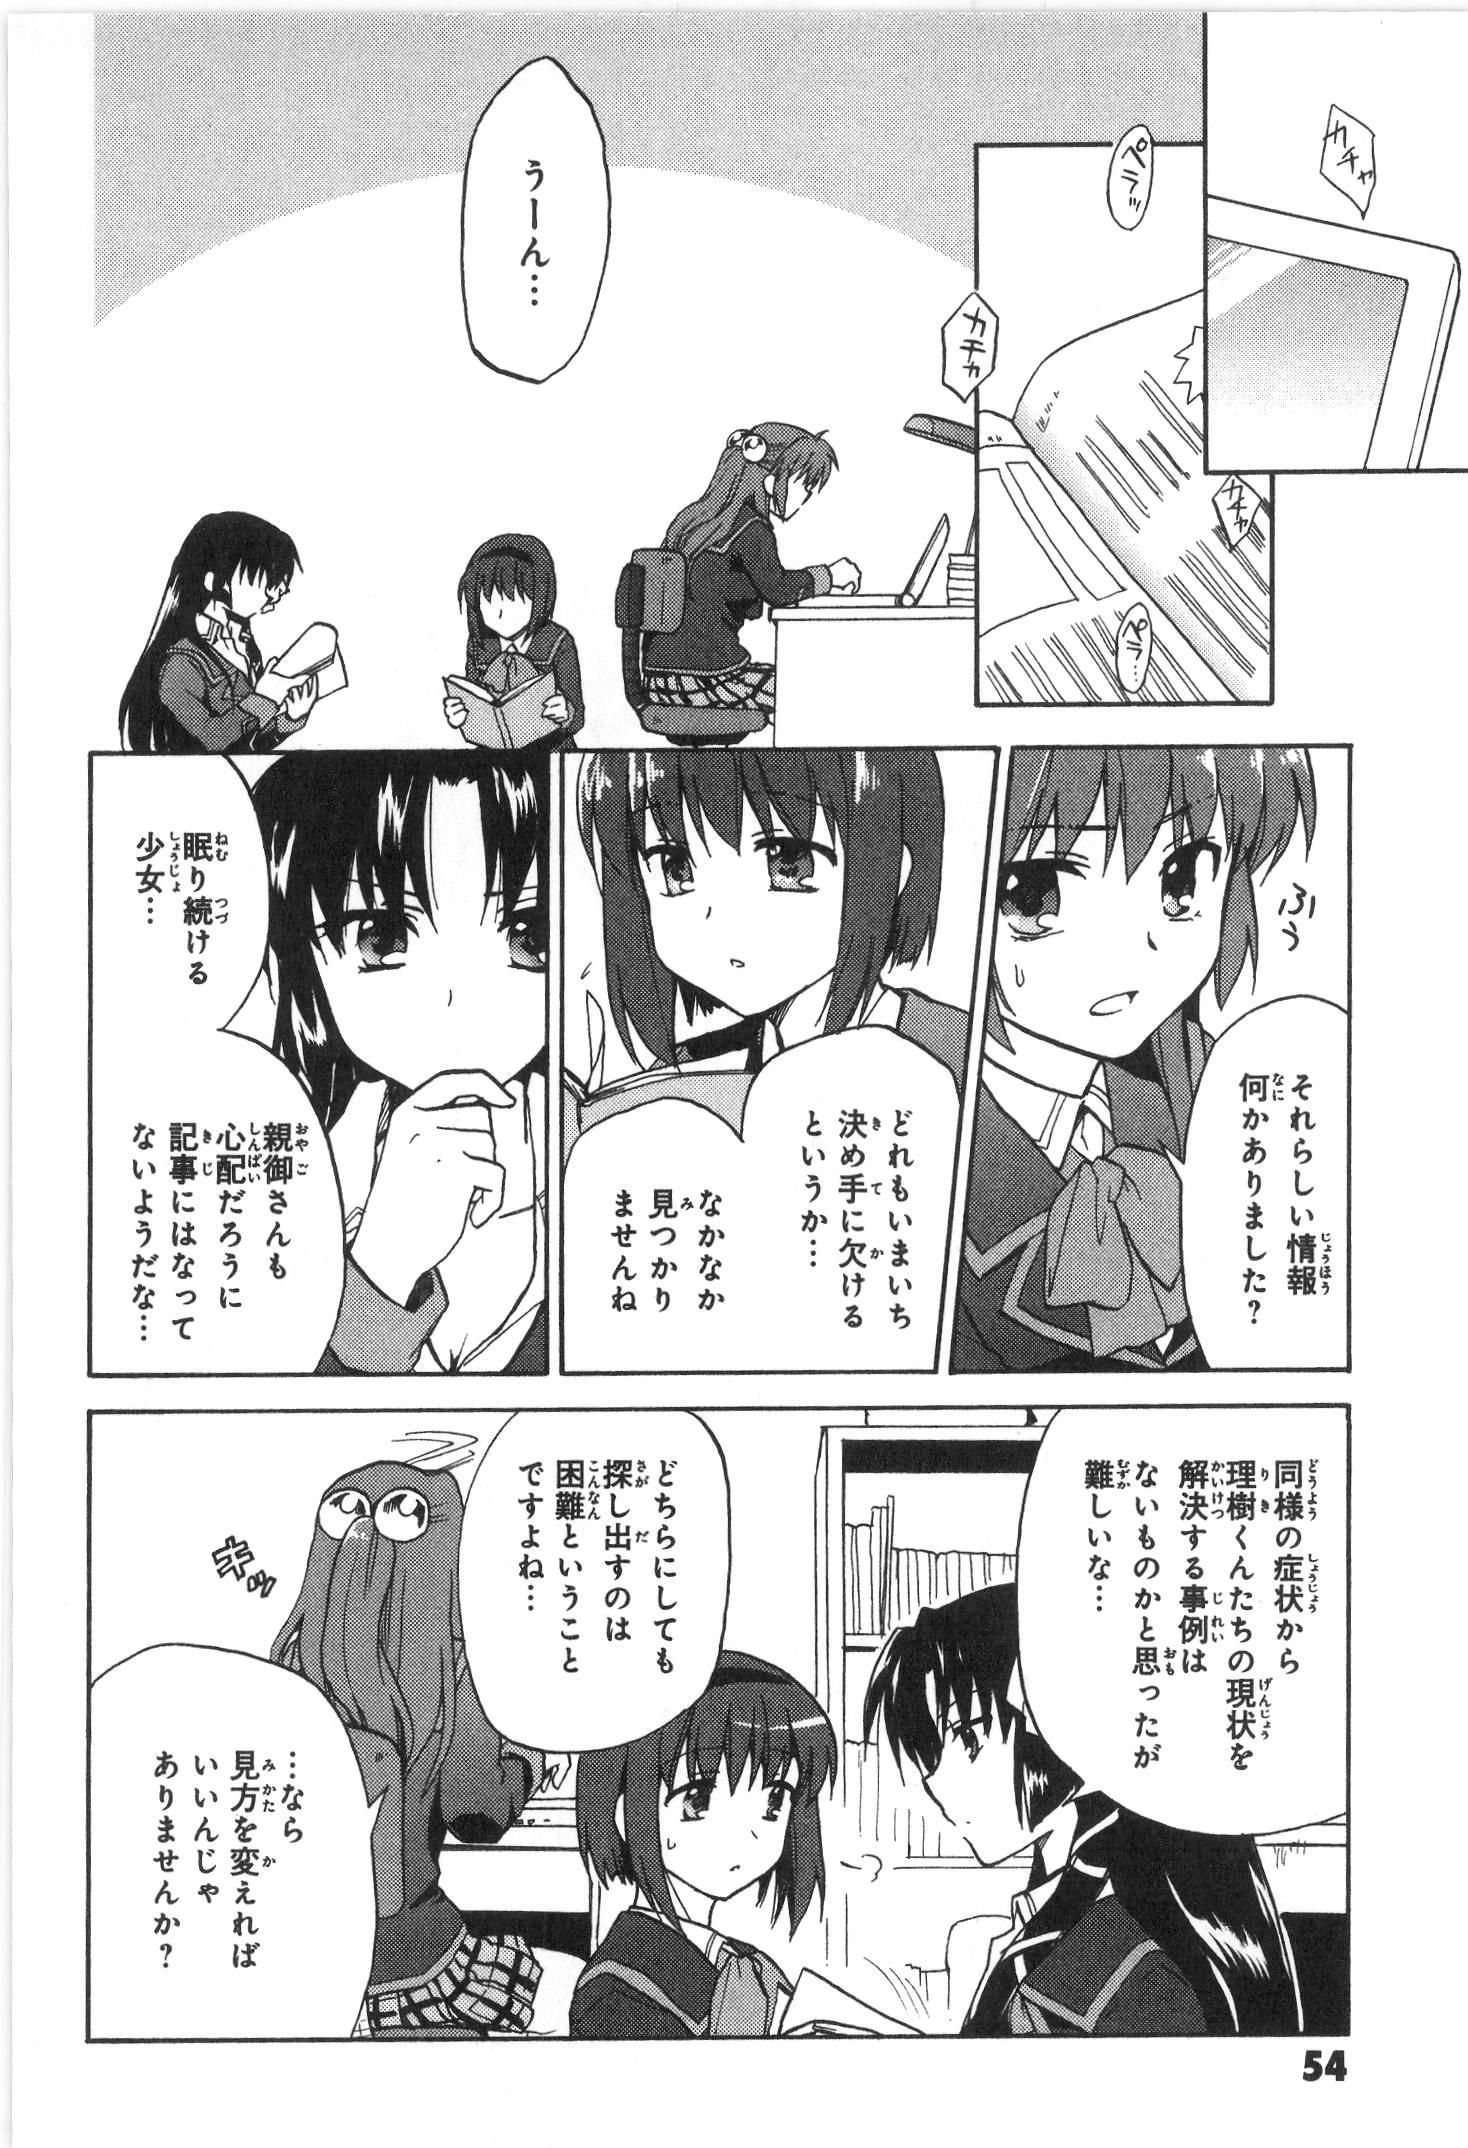 カチャ
ペラッ
カチャ
カチャ
ペラ…
うーん…
ふぅ
それらしい情報
何かありました？
どれもいまいち
決め手に欠ける
というか…
なかなか
見つかり
ませんね
眠り続ける
少女…
親御さんも
心配だろうに
記事にはなって
ないようだな…
同様の症状から
理樹くんたちの現状を
解決する事例は
ないものかと思ったが
難しいな…
どちらにしても
探し出すのは
困難ということ
ですよね…
キッ
…なら
見方を変えれば
いいんじゃ
ありませんか？
54